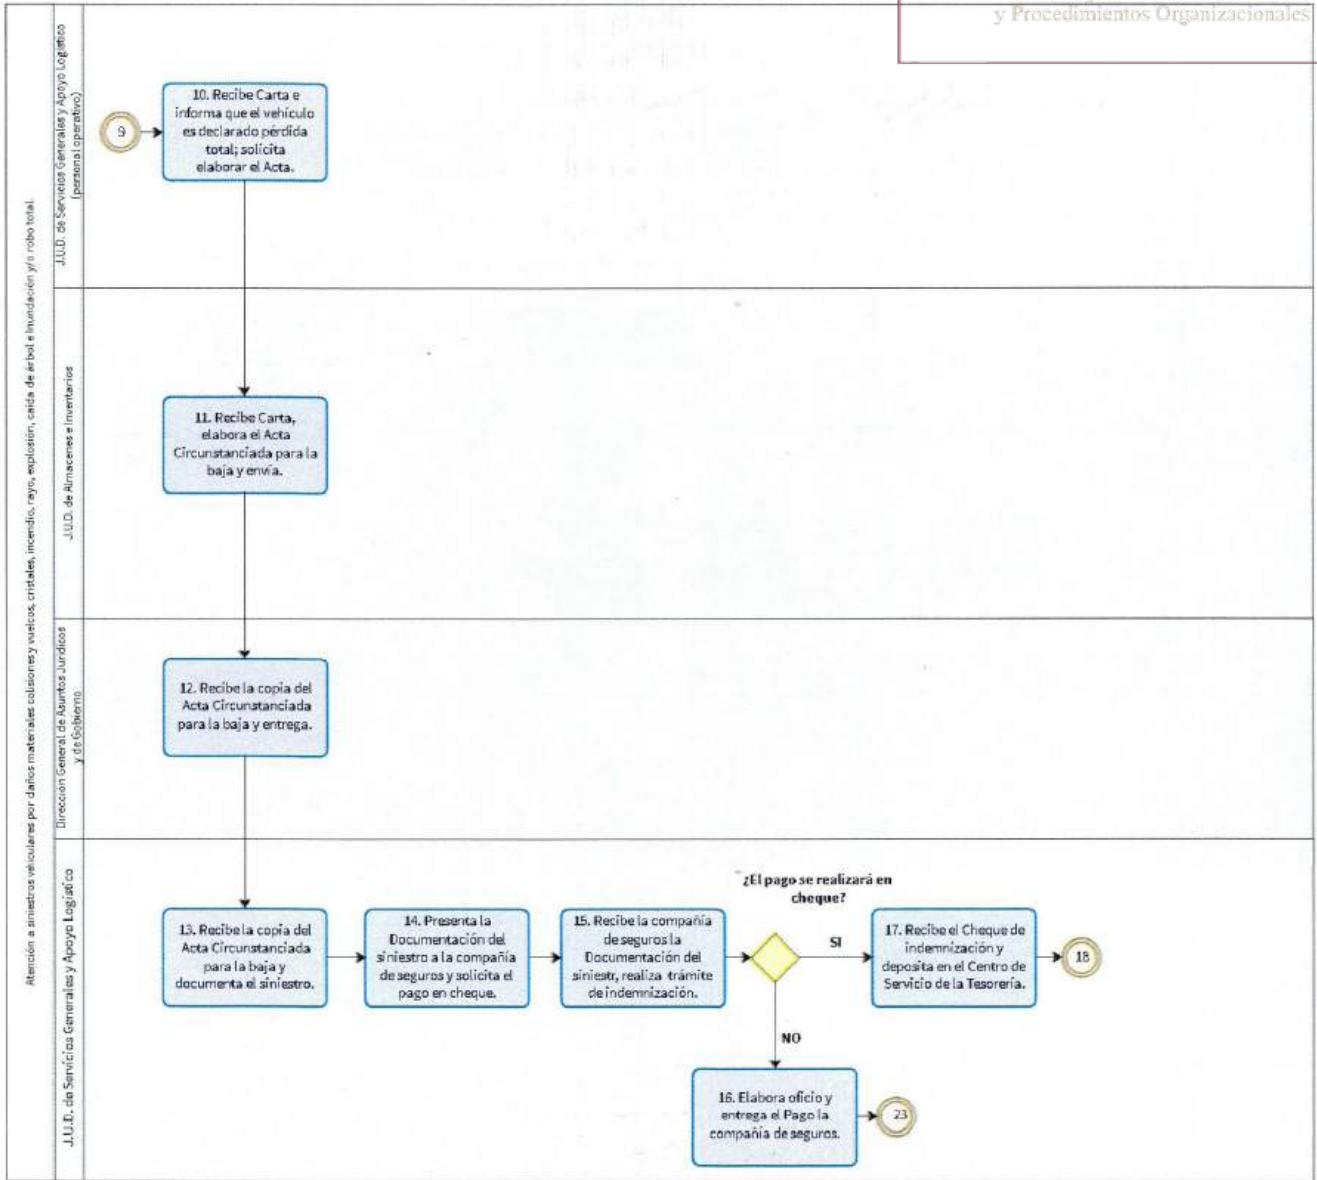 y Procedimientos Organizacionales
Atención a siniestros vehiculares por daños materiales colisiones y vuelcos, cristales, incendio, rayo, explosión, caída de árbol e inundación y/o robo total.
J.U.D. de Servicios Generales y Apoyo Logístico
(personal operativo)
9
10. Recibe Carta e
informa que el vehículo
es declarado pérdida
total; solicita
elaborar el Acta.
J.U.D. de Almacenes e Inventarios
11. Recibe Carta,
elabora el Acta
Circunstanciada para la
baja y envía.
Dirección General de Asuntos Jurídicos
y de Gobierno
12. Recibe la copia del
Acta Circunstanciada
para la baja y entrega.
J.U.D. de Servicios Generales y Apoyo Logístico
13. Recibe la copia del
Acta Circunstanciada
para la baja y
documenta el siniestro.
14. Presenta la
Documentación del
siniestro a la compañía
de seguros y solicita el
pago en cheque.
15. Recibe la compañía
de seguros la
Documentación del
siniestr, realiza trámite
de indemnización.
¿El pago se realizará en
cheque?
SI
17. Recibe el Cheque de
indemnización y
deposita en el Centro de
Servicio de la Tesorería.
18
NO
16. Elabora oficio y
entrega el Pago la
compañía de seguros.
23